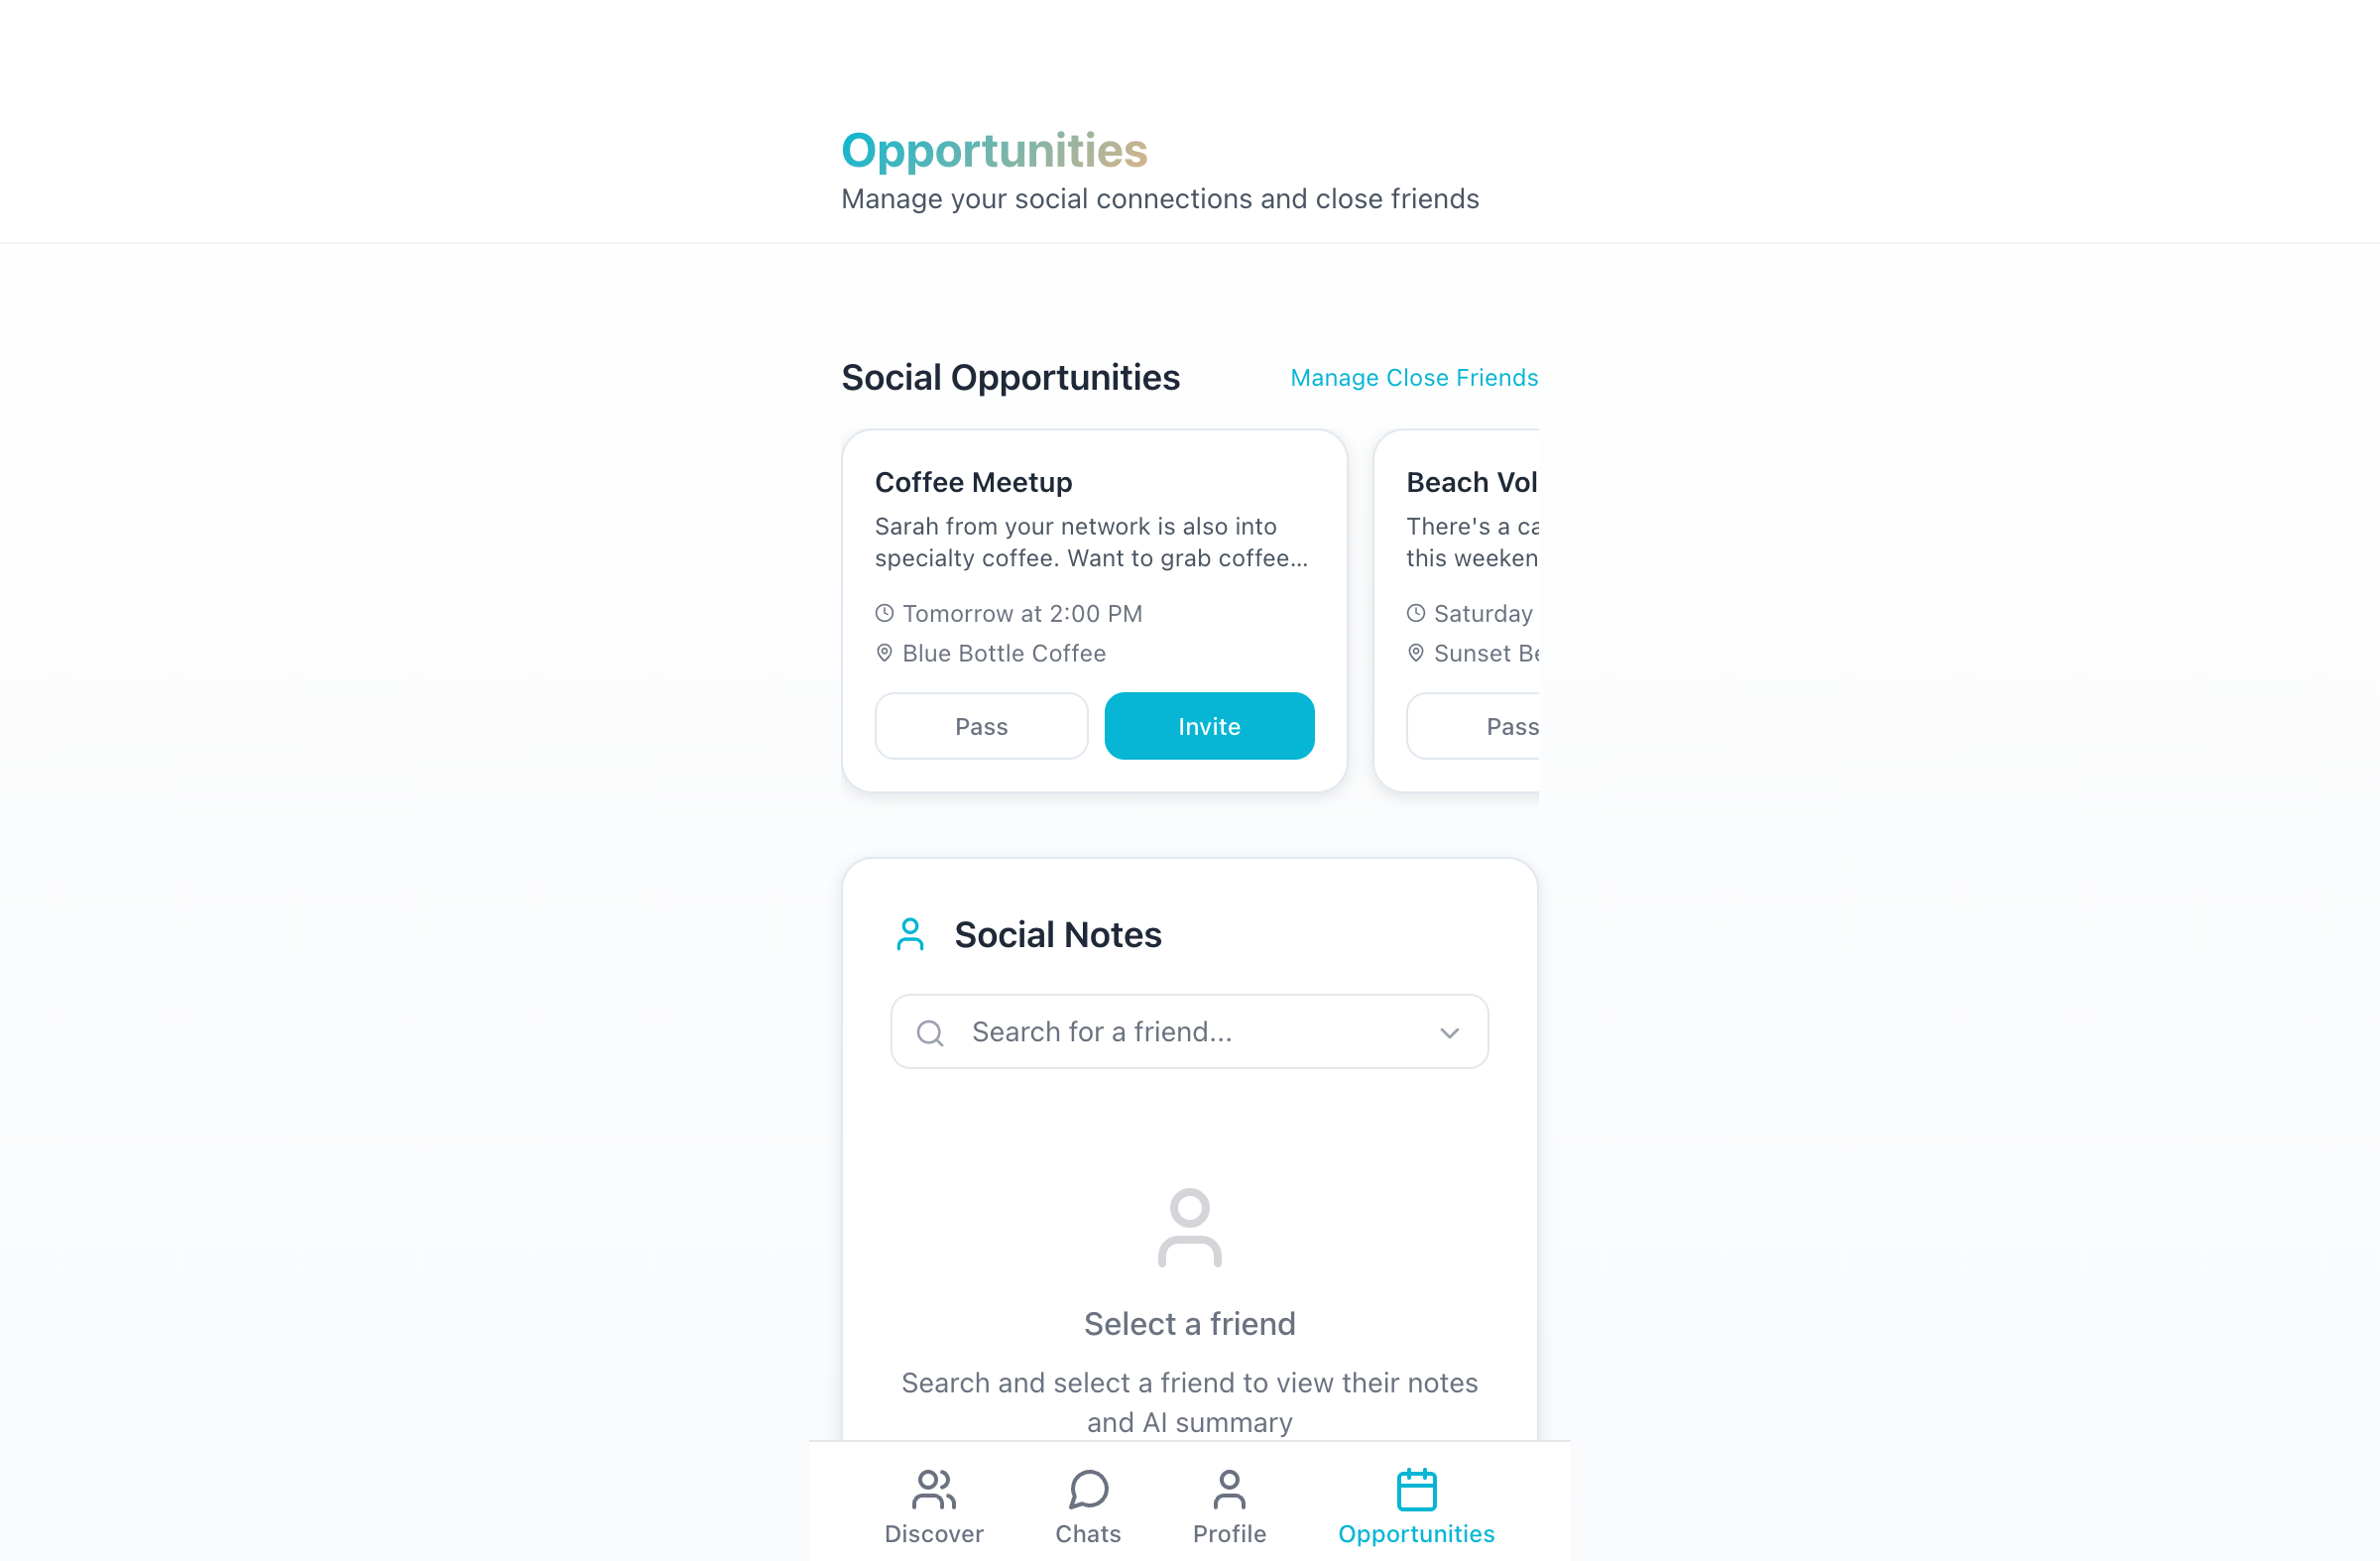 Opportunities
Manage your social connections and close friends
Social Opportunities
Manage Close Friends
Coffee Meetup
Sarah from your network is also into
specialty coffee. Want to grab coffee...
Tomorrow at 2:00 PM
Blue Bottle Coffee
Pass
Invite
Beach Vol
There's a ca
this weeken
Saturday
Sunset Be
Pass
Social Notes
Search for a friend...
Select a friend
Search and select a friend to view their notes
and AI summary
Discover
Chats
Profile
Opportunities